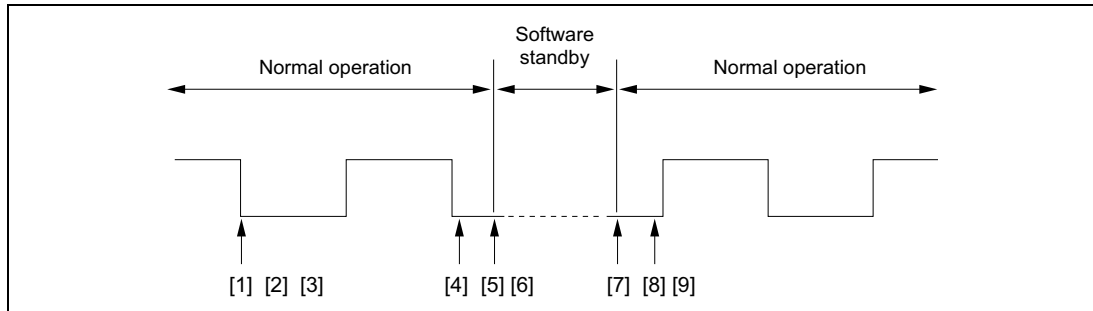 Software
standby
Normal operation
Normal operation
[1] [2] [3]
[4] [5] [6]
[7] [8] [9]